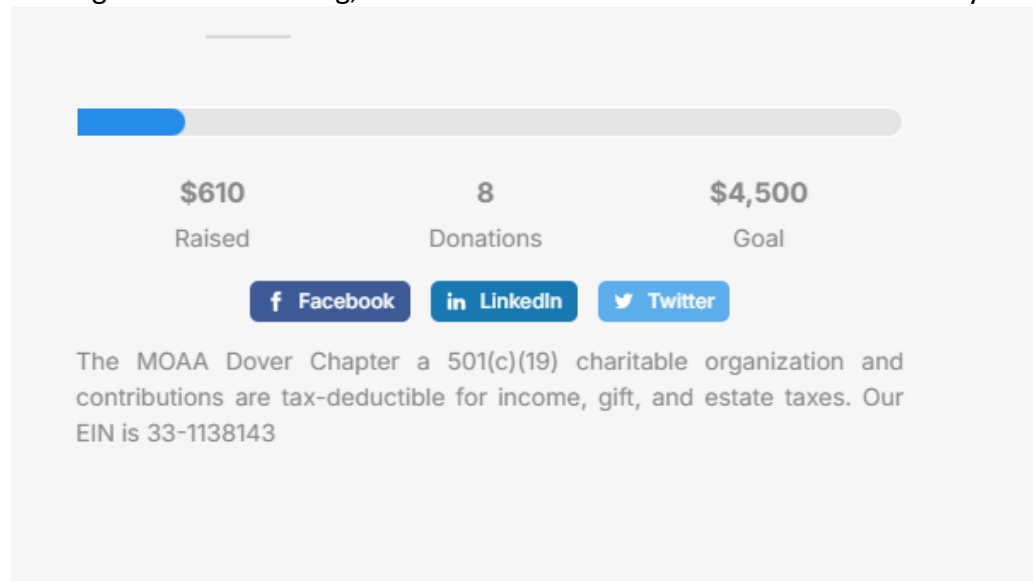 $610 8 $4,500
Raised Donations Goal
Facebook LinkedIn Twitter
The MOAA Dover Chapter a 501(c)(19) charitable organization and
contributions are tax-deductible for income, gift, and estate taxes. Our
EIN is 33-1138143